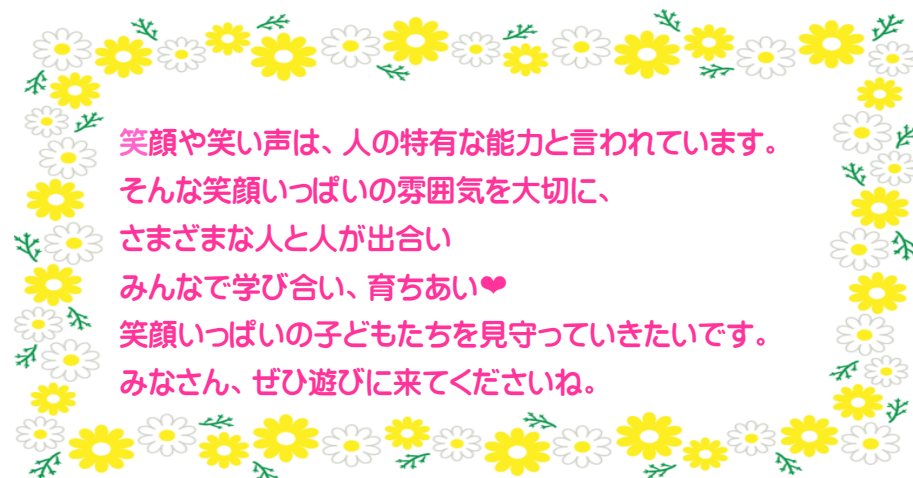 笑顔や笑い声は、人の特有な能力と言われています。
そんな笑顔いっぱいの雰囲気を大切に、
さまざまな人と人が出合い
みんなで学び合い、育ちあい❤
笑顔いっぱいの子どもたちを見守っていきたいです。
みなさん、ぜひ遊びに来てくださいね。